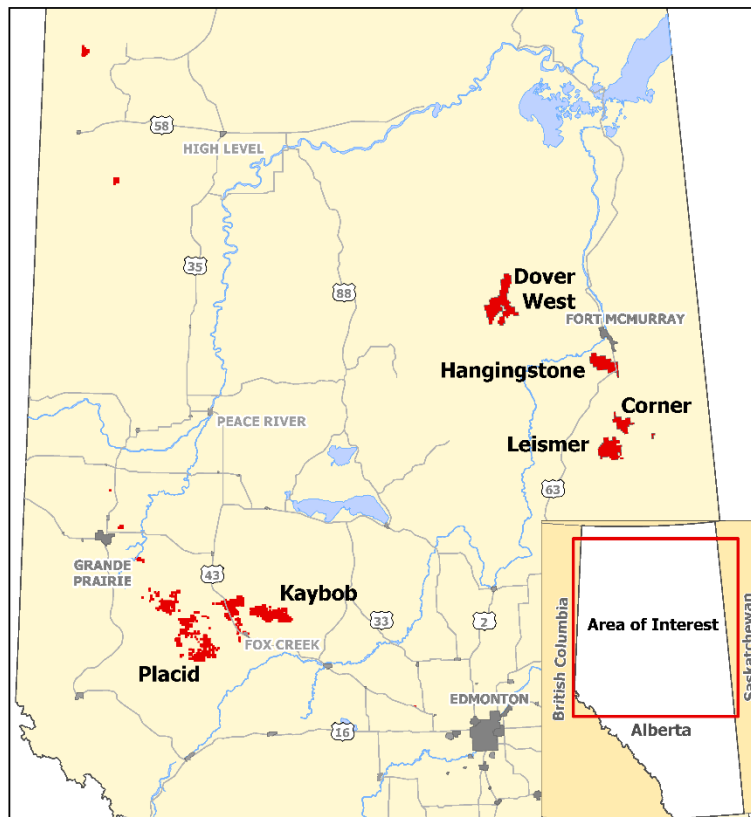 58
HIGH LEVEL
35
88
Dover
West
FORT MCMURRAY
Hangingstone
Corner
PEACE RIVER
Leismer
63
GRANDE
PRAIRIE
43
Kaybob
33
2
FOX CREEK
Placid
EDMONTON
16
British Columbia
Area of Interest
Saskatchewan
Alberta